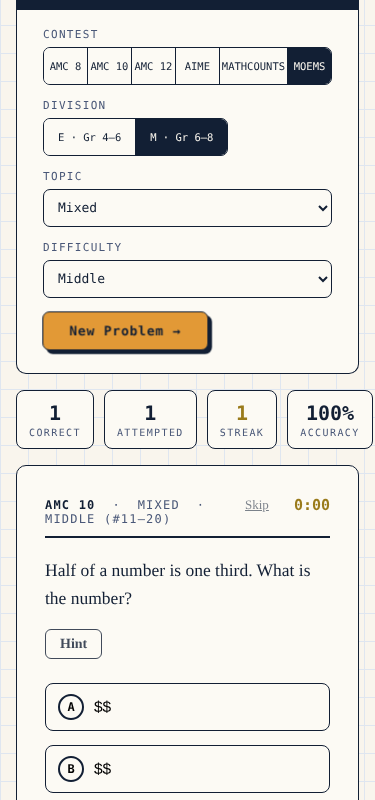 CONTEST
AMC 8 AMC 10 AMC 12 AIME MATHCOUNTS MOEMS
DIVISION
E · Gr 4–6 M · Gr 6–8
TOPIC
Mixed
DIFFICULTY
Middle
New Problem →
1 1 1 100%
CORRECT ATTEMPTED STREAK ACCURACY
AMC 10 · MIXED · Skip 0:00
MIDDLE (#11–20)
Half of a number is one third. What is
the number?
Hint
A $$
B $$